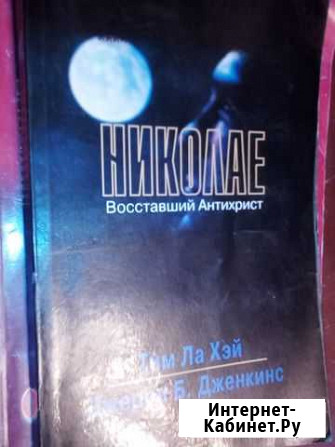 НИКОЛАЕ
Восставший Антихрист
Тим Ла Хэй
Б. Дженкинс
Интернет-
Кабинет.Ру